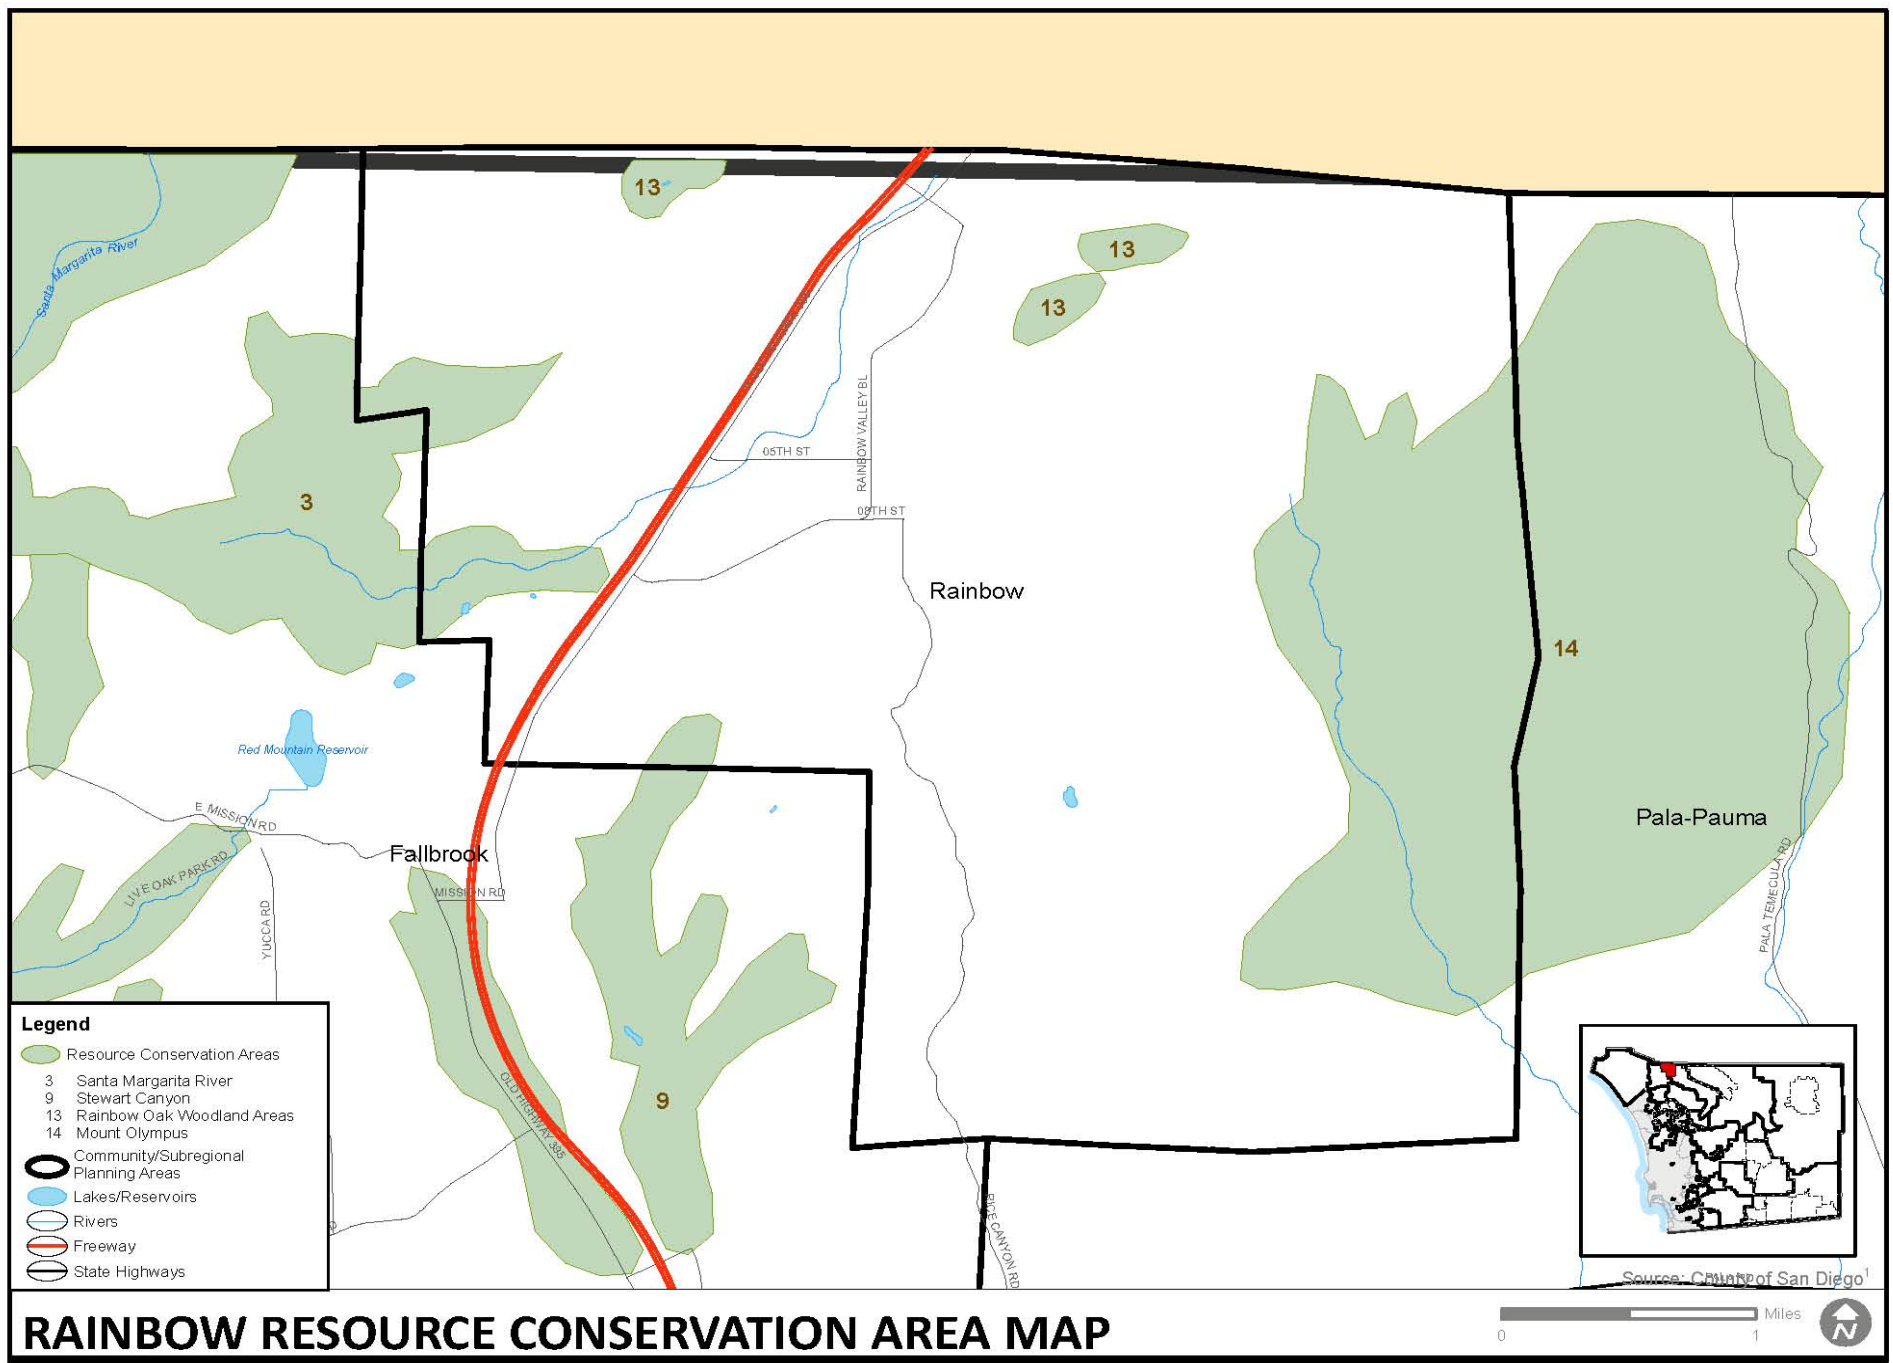 13
Santa Margarita River
13
13
RAINBOW VALLEY BL
05TH ST
3
08TH ST
Rainbow
14
Red Mountain Reservoir
E MISSION RD
Pala-Pauma
Fallbrook
LIVE OAK PARK RD
MISSION RD
YUCCA RD
PALA TEMECULA RD
OLD HIGHWAY 395
9
RICE CANYON RD
Legend
Resource Conservation Areas
3 Santa Margarita River
9 Stewart Canyon
13 Rainbow Oak Woodland Areas
14 Mount Olympus
Community/Subregional
Planning Areas
Lakes/Reservoirs
Rivers
Freeway
State Highways
Source: County of San Diego1
RAINBOW RESOURCE CONSERVATION AREA MAP
Miles
0 1
N